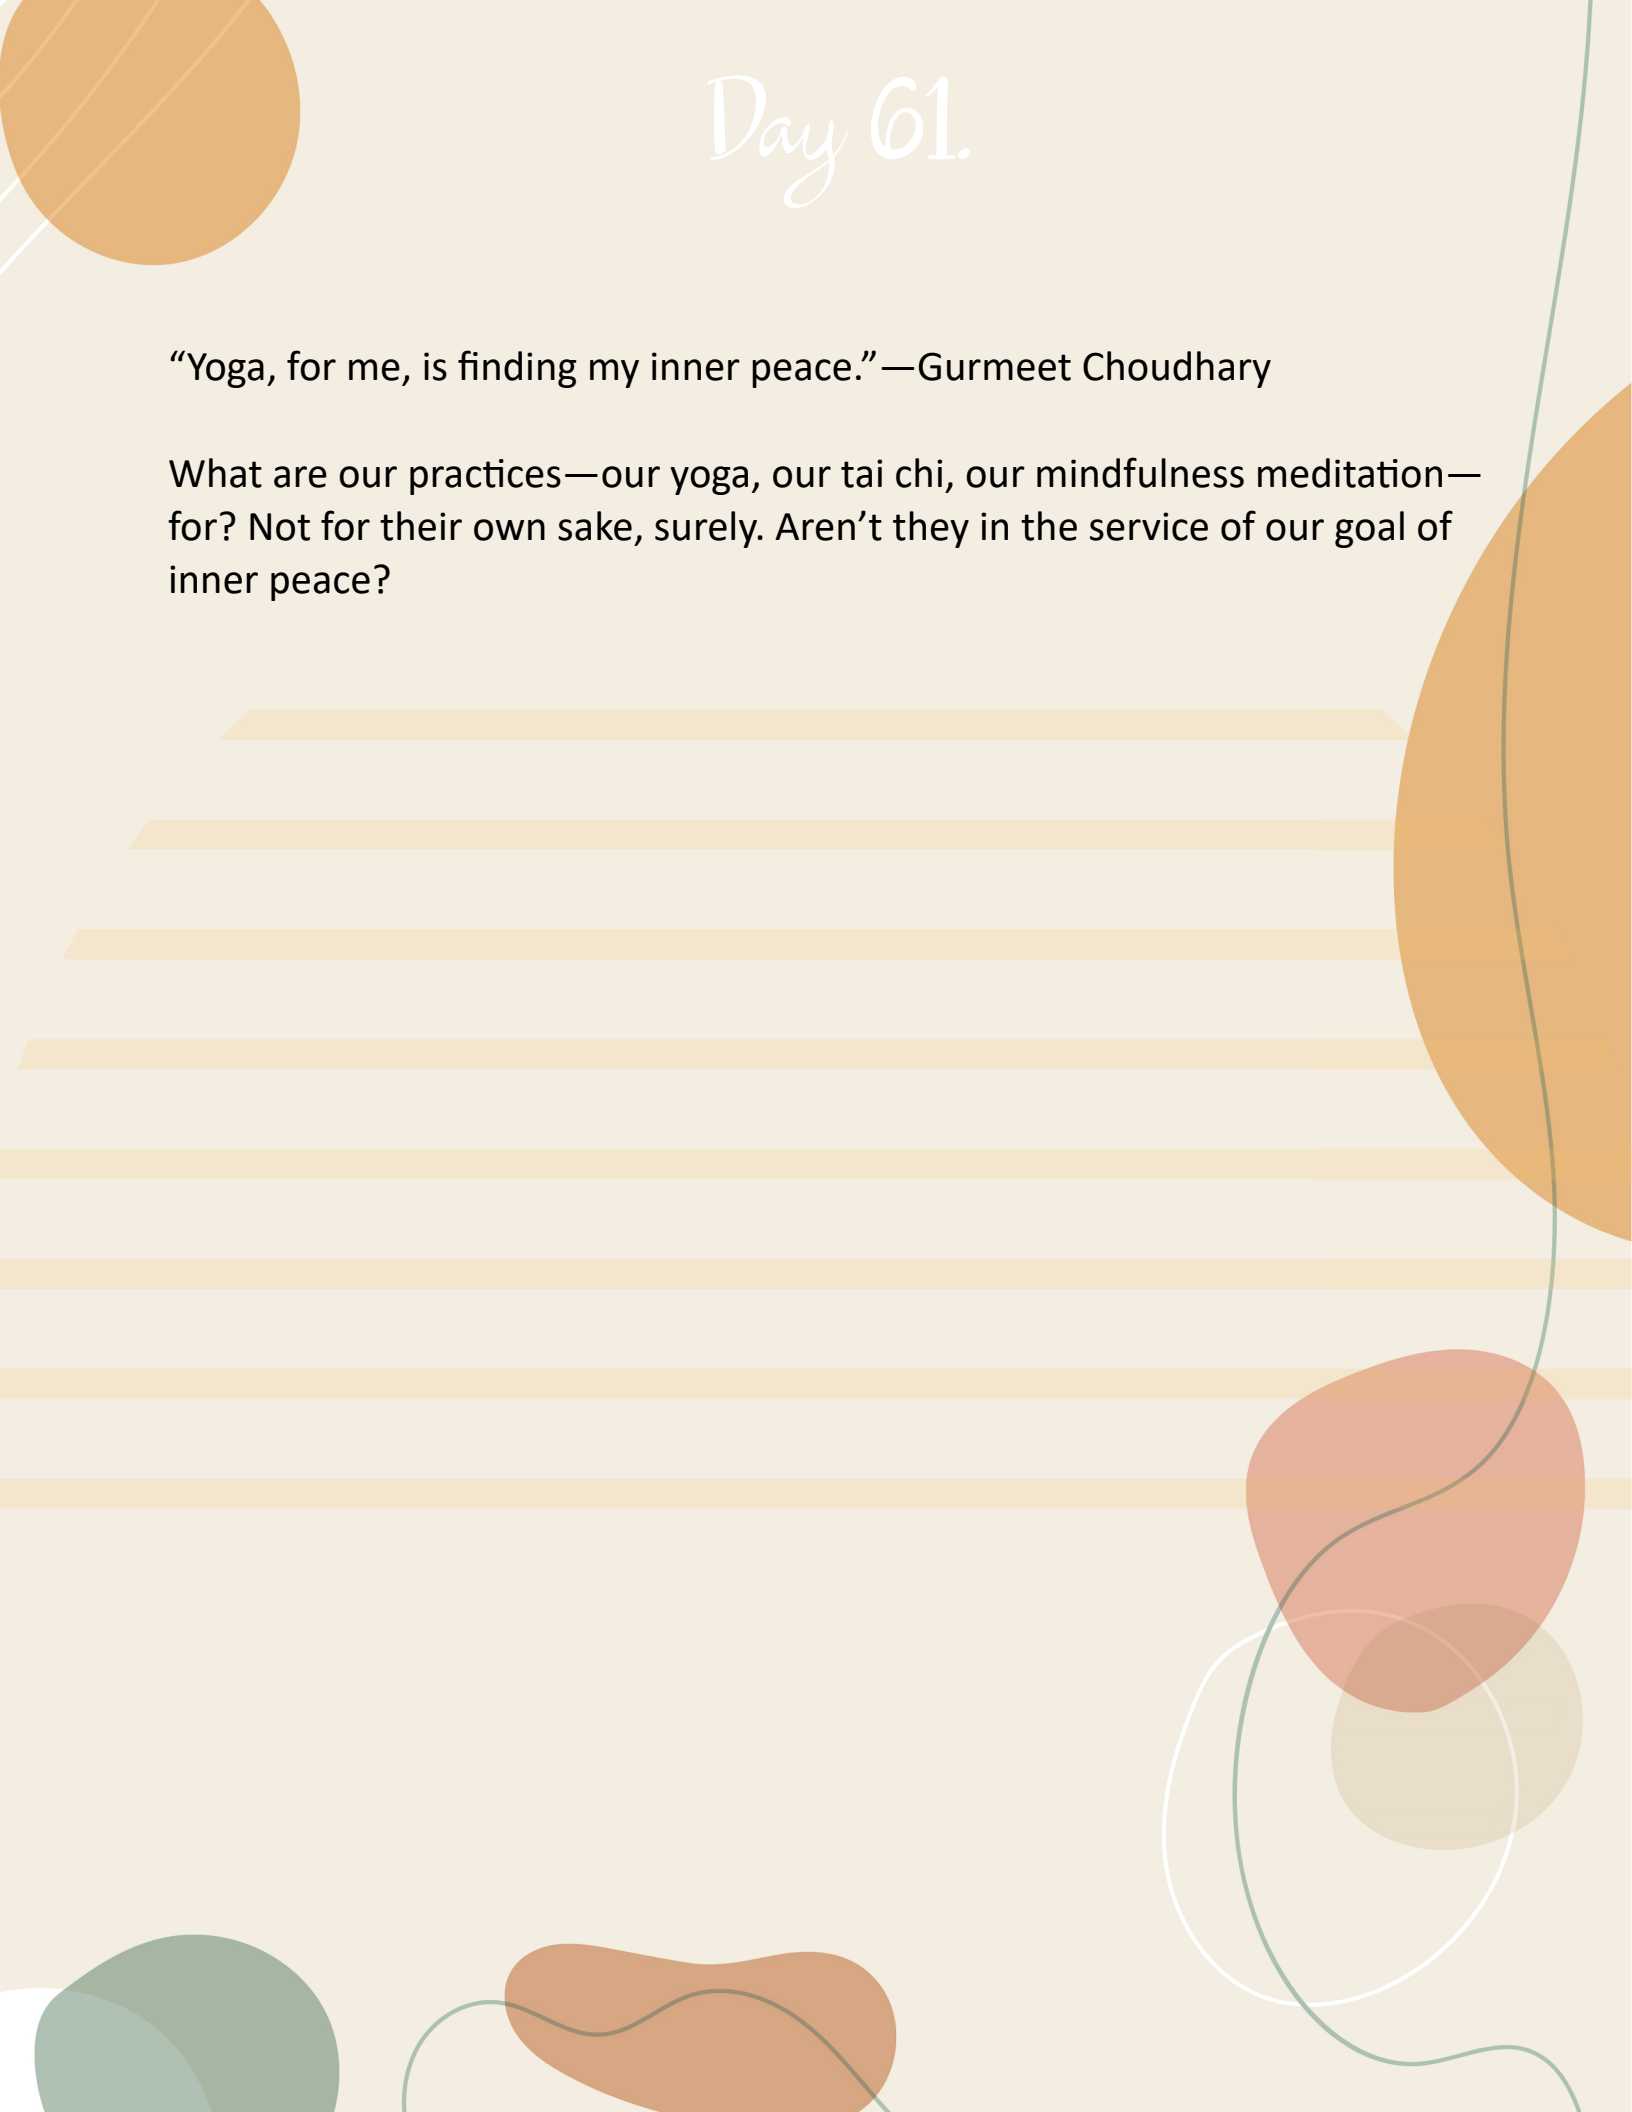 Day 61.
“Yoga, for me, is finding my inner peace.”—Gurmeet Choudhary
What are our practices—our yoga, our tai chi, our mindfulness meditation—
for? Not for their own sake, surely. Aren’t they in the service of our goal of
inner peace?